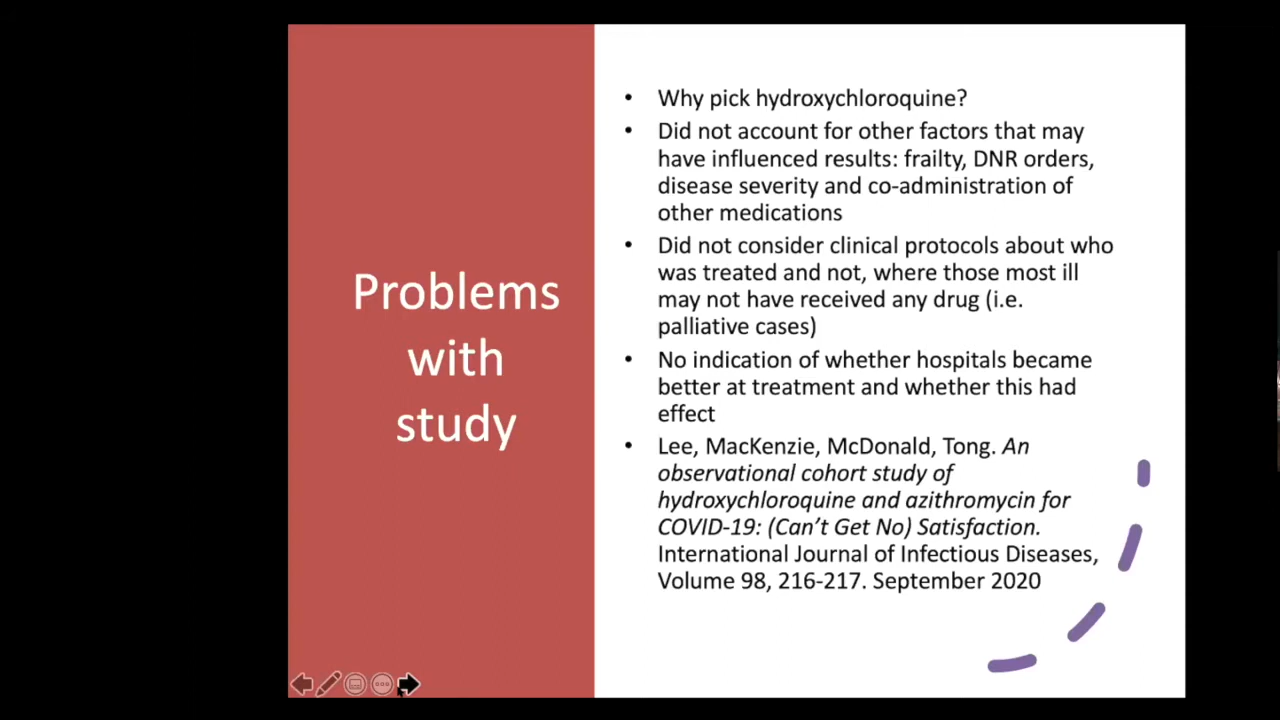 Problems
with
study
• Why pick hydroxychloroquine?
• Did not account for other factors that may
have influenced results: frailty, DNR orders,
disease severity and co-administration of
other medications
• Did not consider clinical protocols about who
was treated and not, where those most ill
may not have received any drug (i.e.
palliative cases)
• No indication of whether hospitals became
better at treatment and whether this had
effect
• Lee, MacKenzie, McDonald, Tong. An
observational cohort study of
hydroxychloroquine and azithromycin for
COVID-19: (Can’t Get No) Satisfaction.
International Journal of Infectious Diseases,
Volume 98, 216-217. September 2020